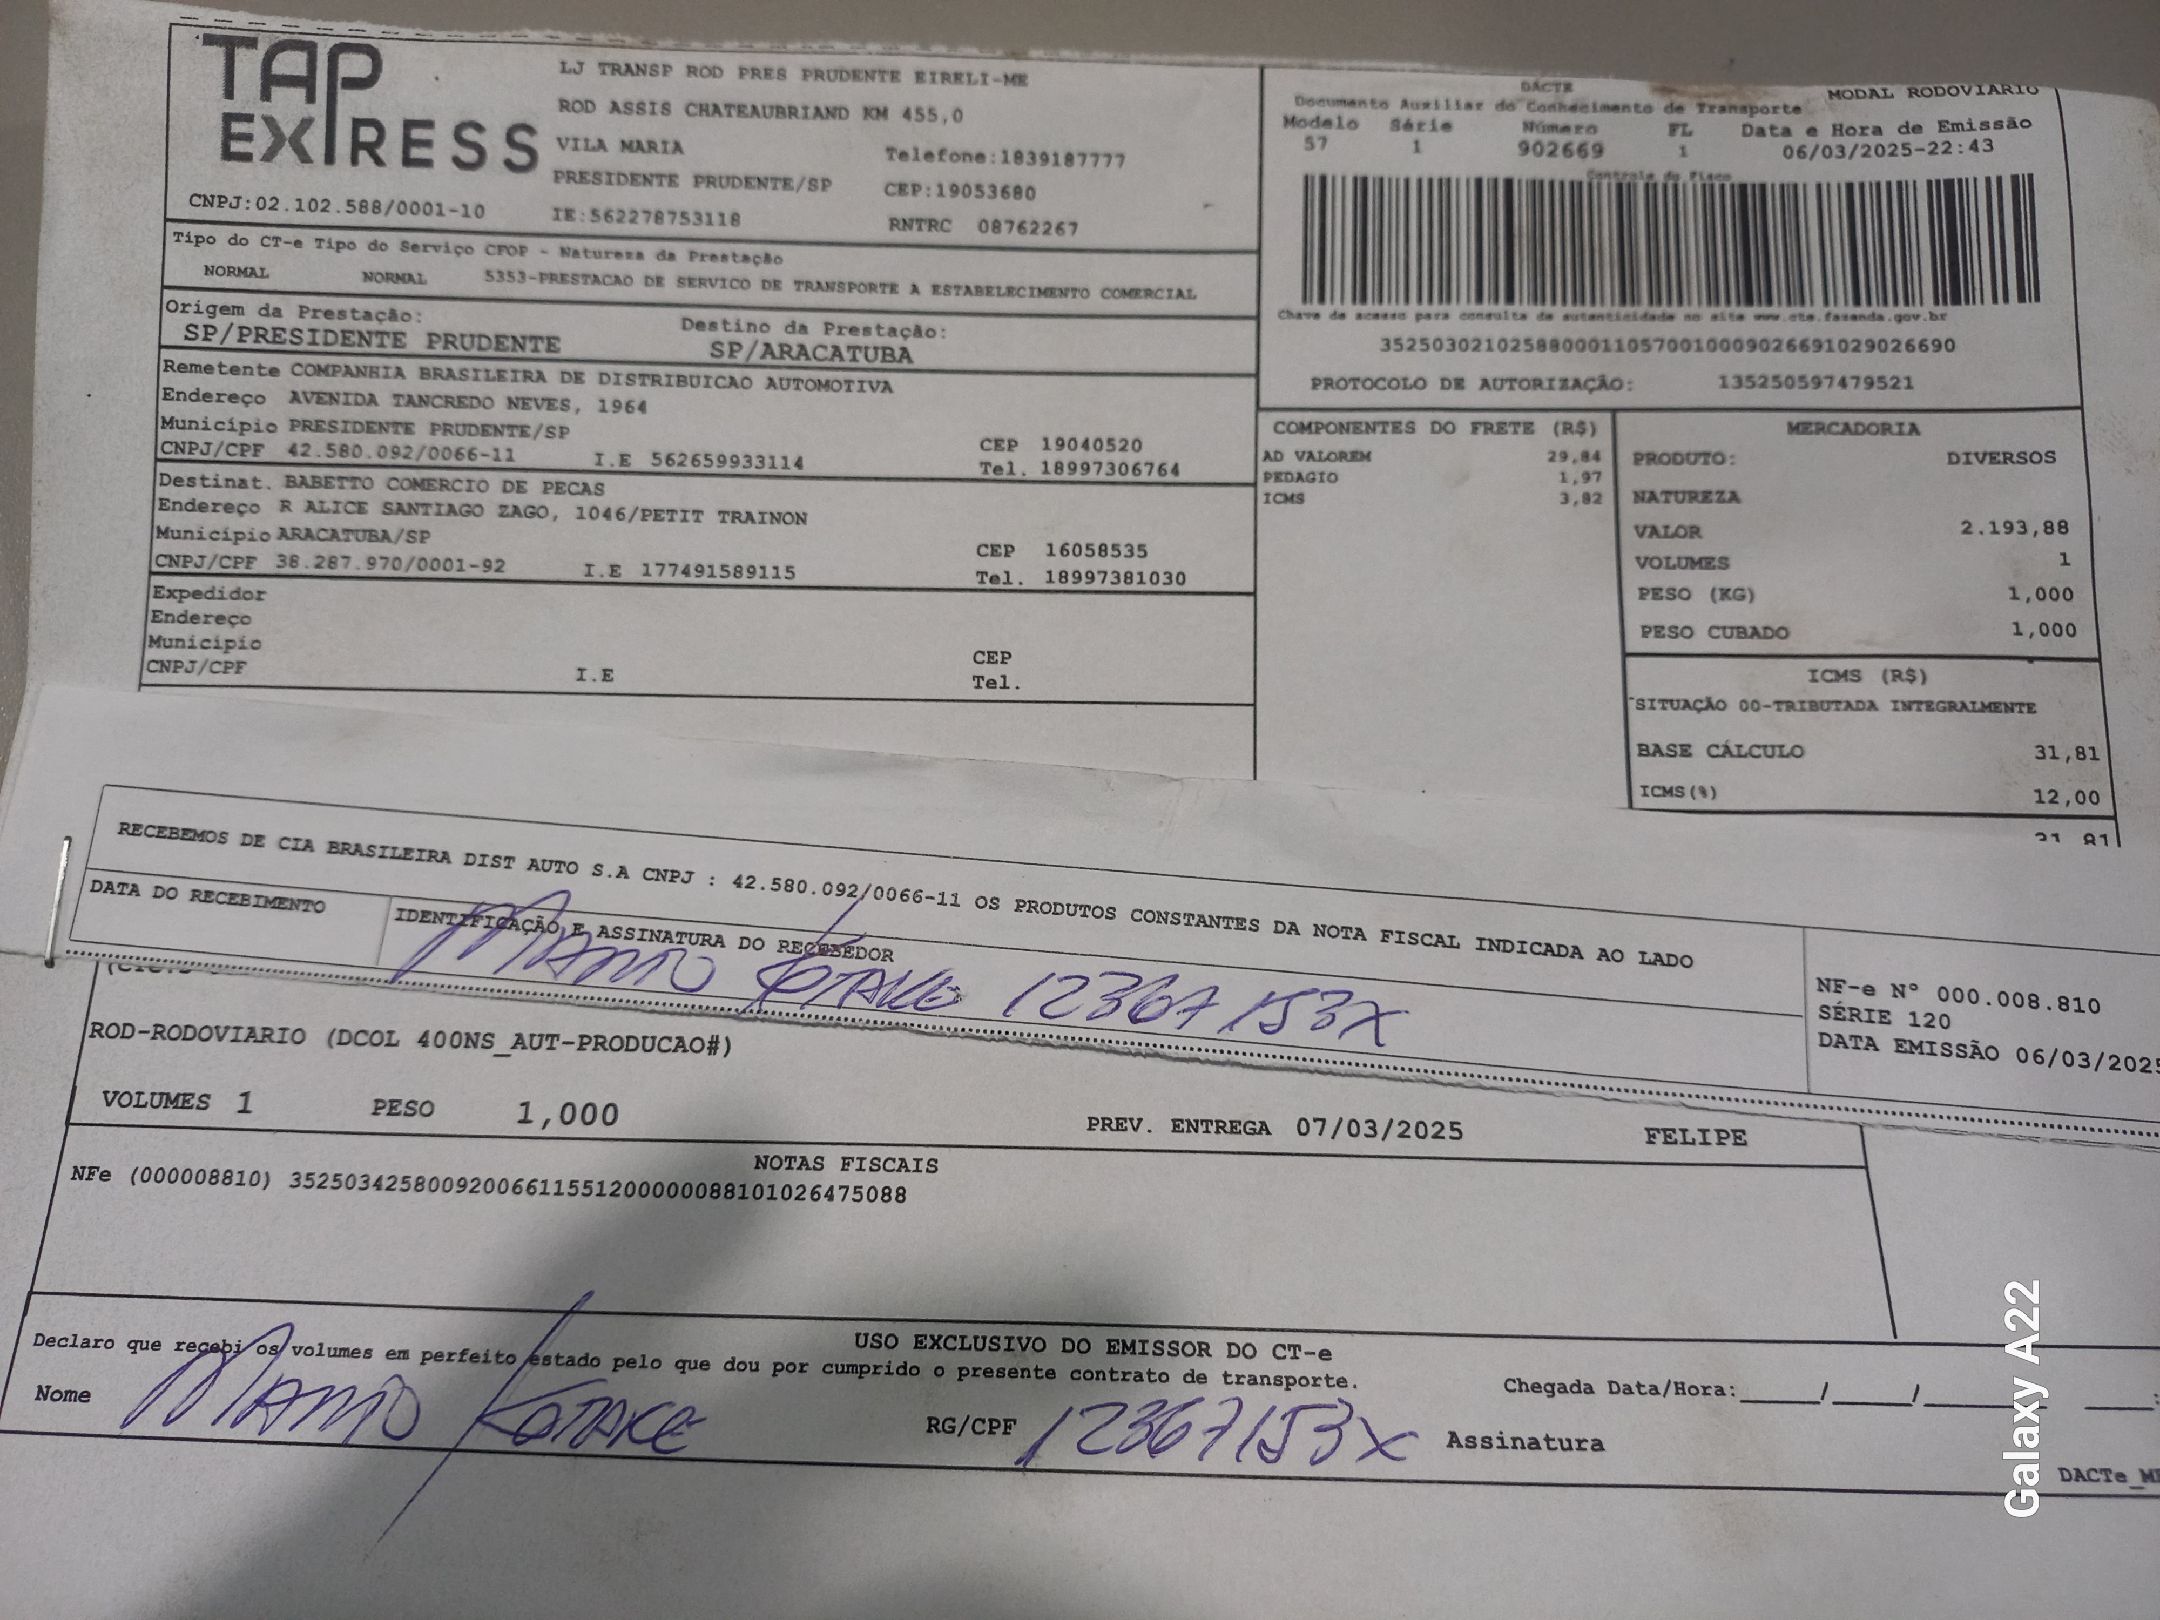 TAP EXPRESS
LJ TRANSP ROD PRES PRUDENTE EIRELI-ME
ROD ASSIS CHATEAUBRIAND KM 455,0
VILA MARIA Telefone:1839187777
PRESIDENTE PRUDENTE/SP CEP:19053680
CNPJ:02.102.588/0001-10 IE:562278753118 RNTRC 08762267
Tipo do CT-e Tipo do Serviço CFOP - Natureza da Prestação
NORMAL NORMAL 5353-PRESTACAO DE SERVICO DE TRANSPORTE A ESTABELECIMENTO COMERCIAL
Origem da Prestação: Destino da Prestação:
SP/PRESIDENTE PRUDENTE SP/ARACATUBA
Remetente COMPANHIA BRASILEIRA DE DISTRIBUICAO AUTOMOTIVA
Endereço AVENIDA TANCREDO NEVES, 1964
Município PRESIDENTE PRUDENTE/SP CEP 19040520
CNPJ/CPF 42.580.092/0066-11 I.E 562659933114 Tel. 18997306764
Destinat. BABETTO COMERCIO DE PECAS
Endereço R ALICE SANTIAGO ZAGO, 1046/PETIT TRAINON
Município ARACATUBA/SP CEP 16058535
CNPJ/CPF 38.287.970/0001-92 I.E 177491589115 Tel. 18997381030
Expedidor
Endereço
Município CEP
CNPJ/CPF I.E Tel.
DACTE MODAL RODOVIARIO
Documento Auxiliar do Conhecimento de Transporte
Modelo Série Número FL Data e Hora de Emissão
57 1 902669 1 06/03/2025-22:43
Controle do Fisco
Chave de acesso para consulta de autenticidade no site www.cte.fazenda.gov.br
35250302102588000110570010009026691029026690
PROTOCOLO DE AUTORIZAÇÃO: 135250597479521
COMPONENTES DO FRETE (R$)
AD VALOREM 29,84
PEDAGIO 1,97
ICMS 3,82
MERCADORIA
PRODUTO: DIVERSOS
NATUREZA
VALOR 2.193,88
VOLUMES 1
PESO (KG) 1,000
PESO CUBADO 1,000
ICMS (R$)
SITUAÇÃO 00-TRIBUTADA INTEGRALMENTE
BASE CÁLCULO 31,81
ICMS(%) 12,00
31,81
RECEBEMOS DE CIA BRASILEIRA DIST AUTO S.A CNPJ : 42.580.092/0066-11 OS PRODUTOS CONSTANTES DA NOTA FISCAL INDICADA AO LADO
DATA DO RECEBIMENTO IDENTIFICAÇÃO E ASSINATURA DO RECEBEDOR
Mario Kotake 12367153X
NF-e Nº 000.008.810
SÉRIE 120
DATA EMISSÃO 06/03/2025
ROD-RODOVIARIO (DCOL 400NS_AUT-PRODUCAO#)
VOLUMES 1 PESO 1,000 PREV. ENTREGA 07/03/2025 FELIPE
NOTAS FISCAIS
NFe (000008810) 35250342580092006611551200000088101026475088
USO EXCLUSIVO DO EMISSOR DO CT-e
Declaro que recebi os volumes em perfeito estado pelo que dou por cumprido o presente contrato de transporte.
Nome Mario Kotake RG/CPF 12367153X Assinatura
Chegada Data/Hora:____/____/____ ___:
Galaxy A22